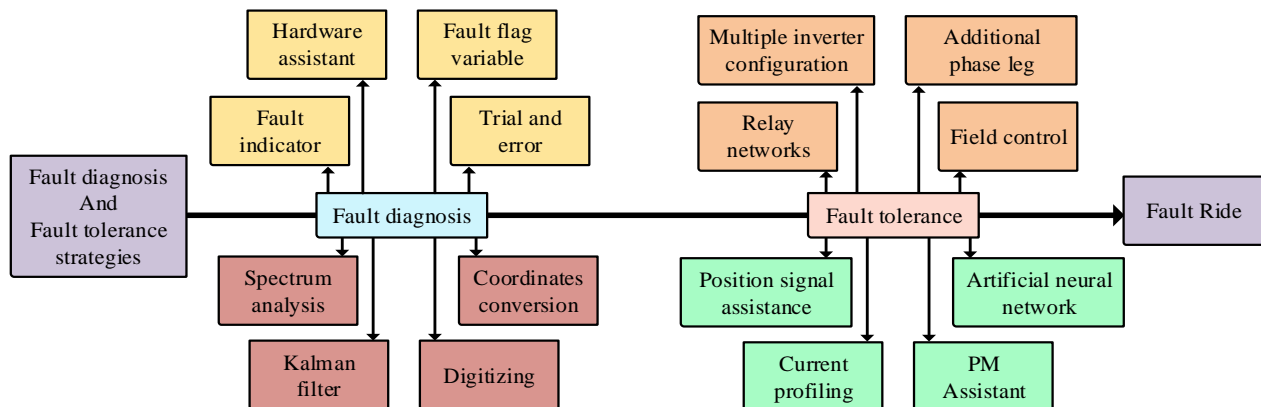 Hardware
assistant
Fault flag
variable
Multiple inverter
configuration
Additional
phase leg
Fault
indicator
Trial and
error
Relay
networks
Field control
Fault diagnosis
And
Fault tolerance
strategies
Fault diagnosis
Fault tolerance
Fault Ride
Spectrum
analysis
Coordinates
conversion
Position signal
assistance
Artificial neural
network
Kalman
filter
Digitizing
Current
profiling
PM
Assistant